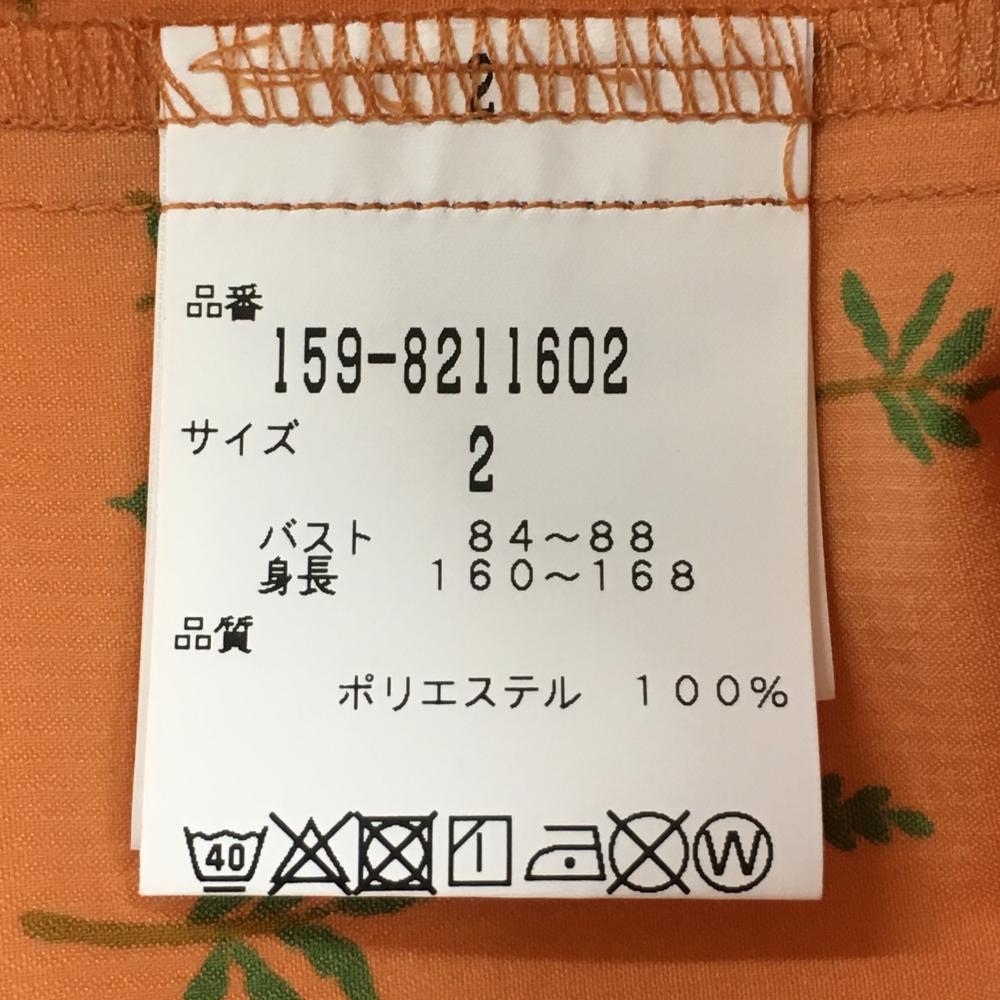 2
品番
159-8211602
サイズ
2
バスト 84～88
身長 160～168
品質
ポリエステル 100%
40
W